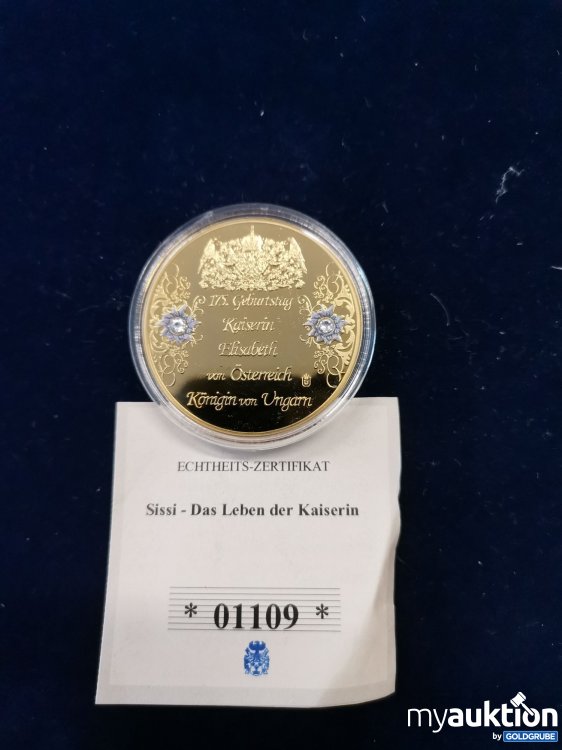 175. Geburtstag
"Kaiserin"
Elisabeth
von Österreich
Königin von Ungarn
ECHTHEITS-ZERTIFIKAT
Sissi - Das Leben der Kaiserin
* 01109 *
myauktion
by GOLDGRUBE